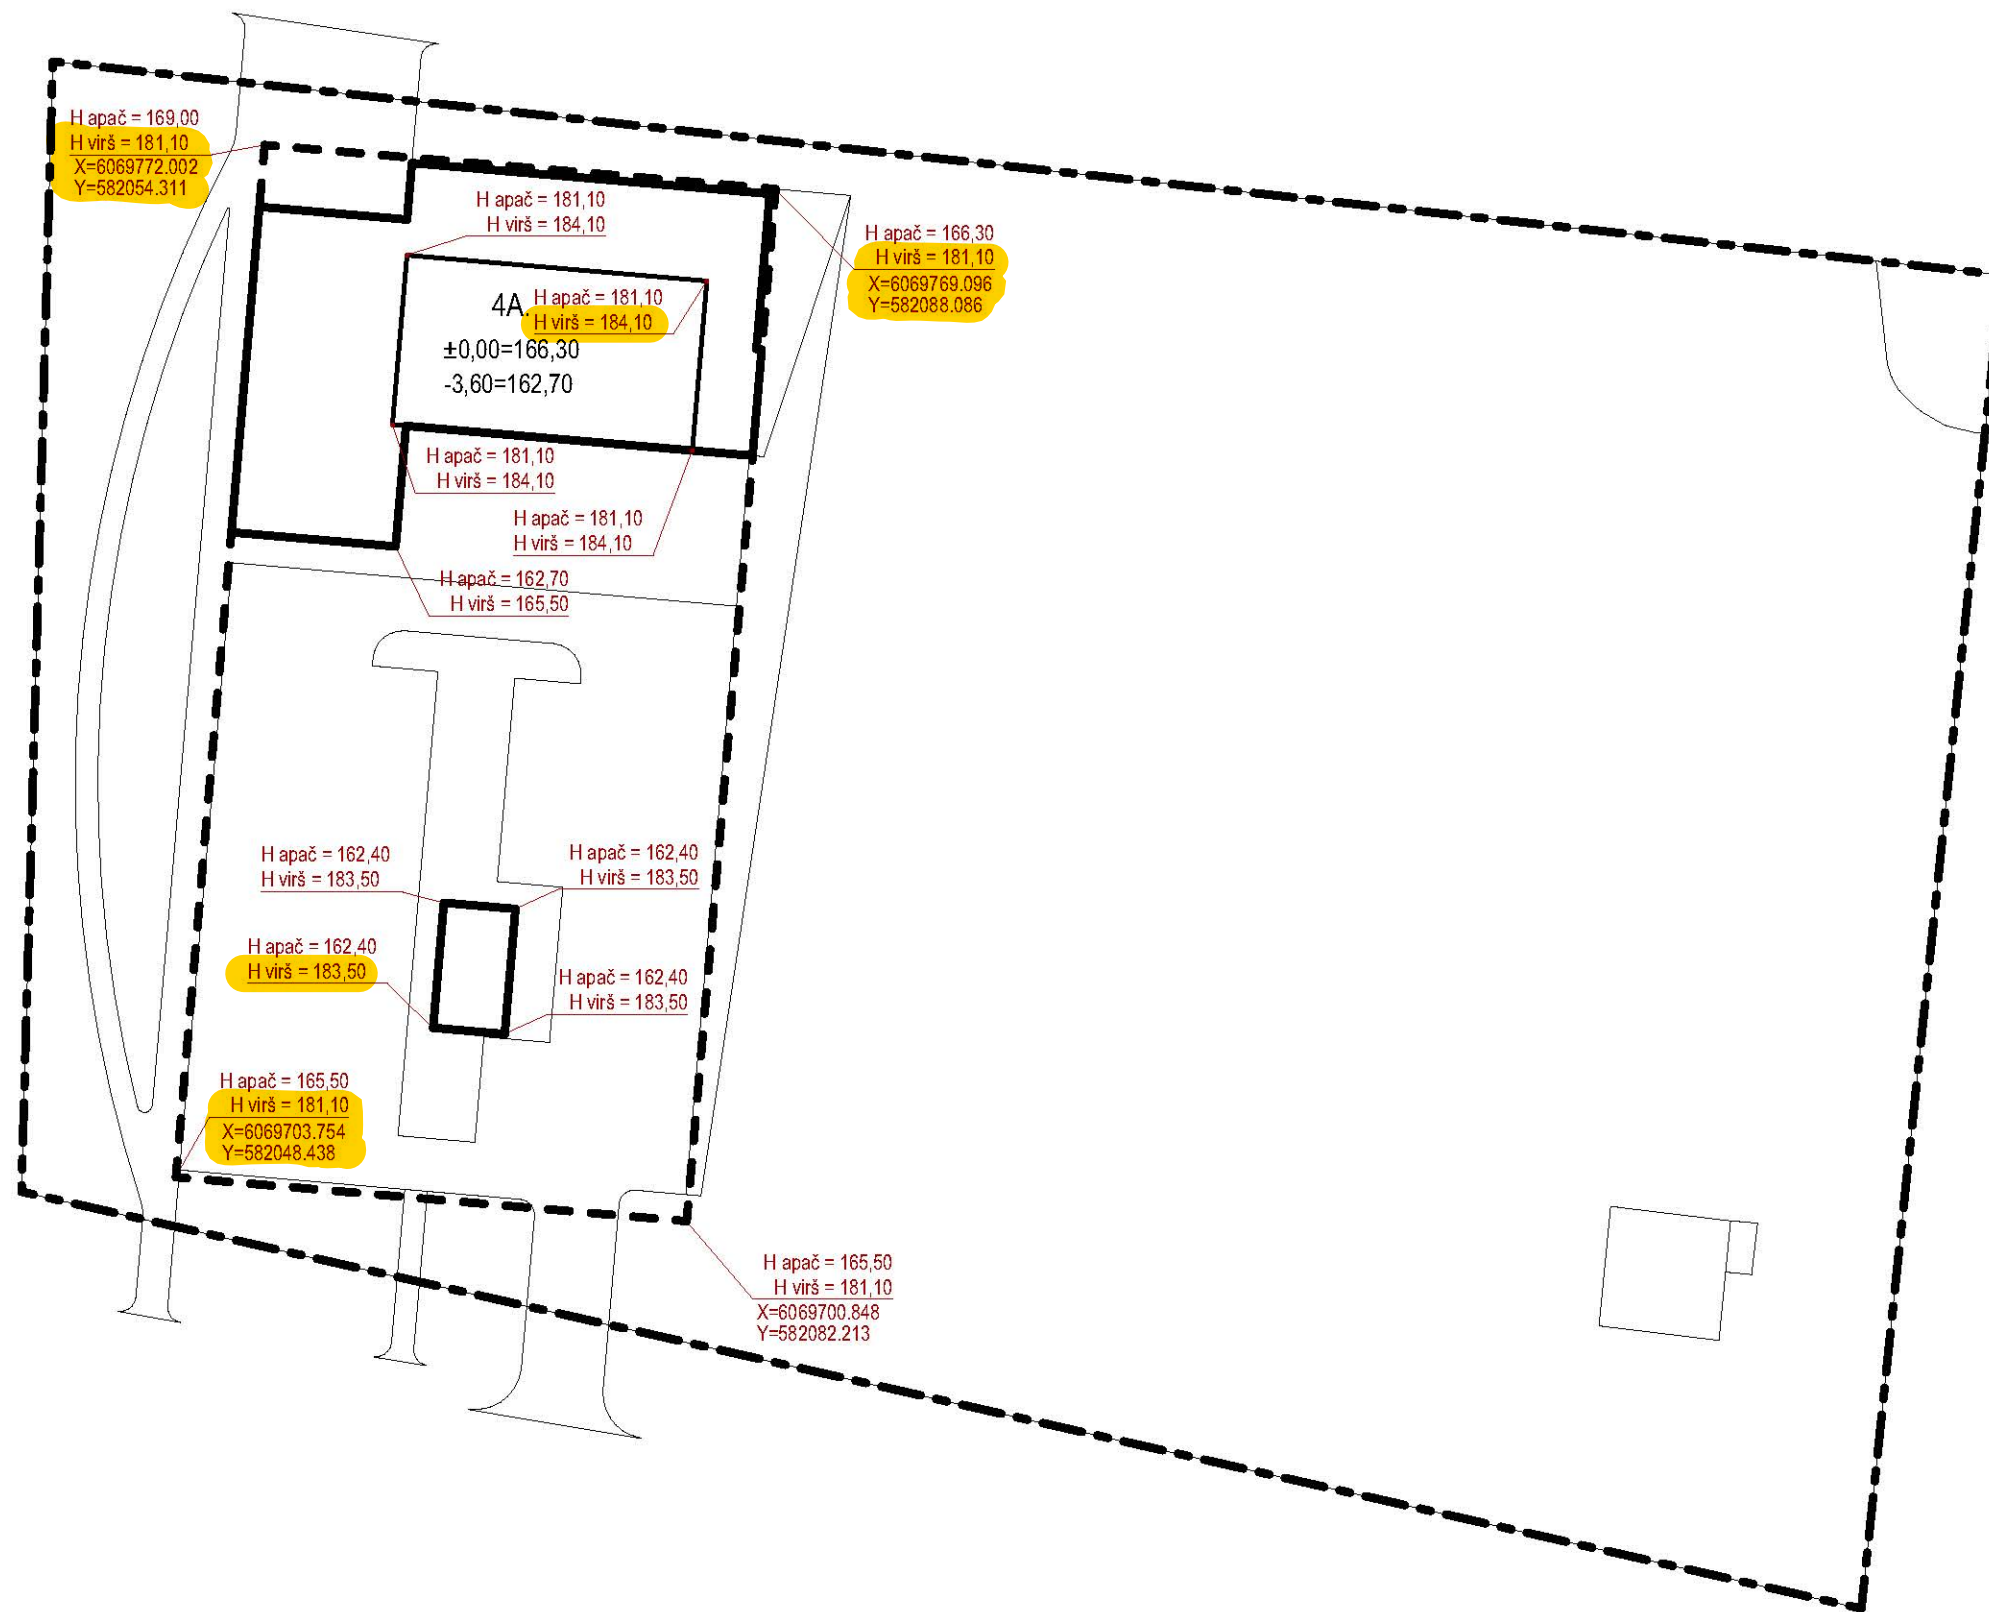 H apač = 169,00
H virš = 181,10
X=6069772.002
Y=582054.311
H apač = 181,10
H virš = 184,10
H apač = 166,30
H virš = 181,10
X=6069769.096
Y=582088.086
4A.
H apač = 181,10
H virš = 184,10
±0,00=166,30
-3,60=162,70
H apač = 181,10
H virš = 184,10
H apač = 181,10
H virš = 184,10
H apač = 162,70
H virš = 165,50
H apač = 162,40
H virš = 183,50
H apač = 162,40
H virš = 183,50
H apač = 162,40
H virš = 183,50
H apač = 162,40
H virš = 183,50
H apač = 165,50
H virš = 181,10
X=6069703.754
Y=582048.438
H apač = 165,50
H virš = 181,10
X=6069700.848
Y=582082.213